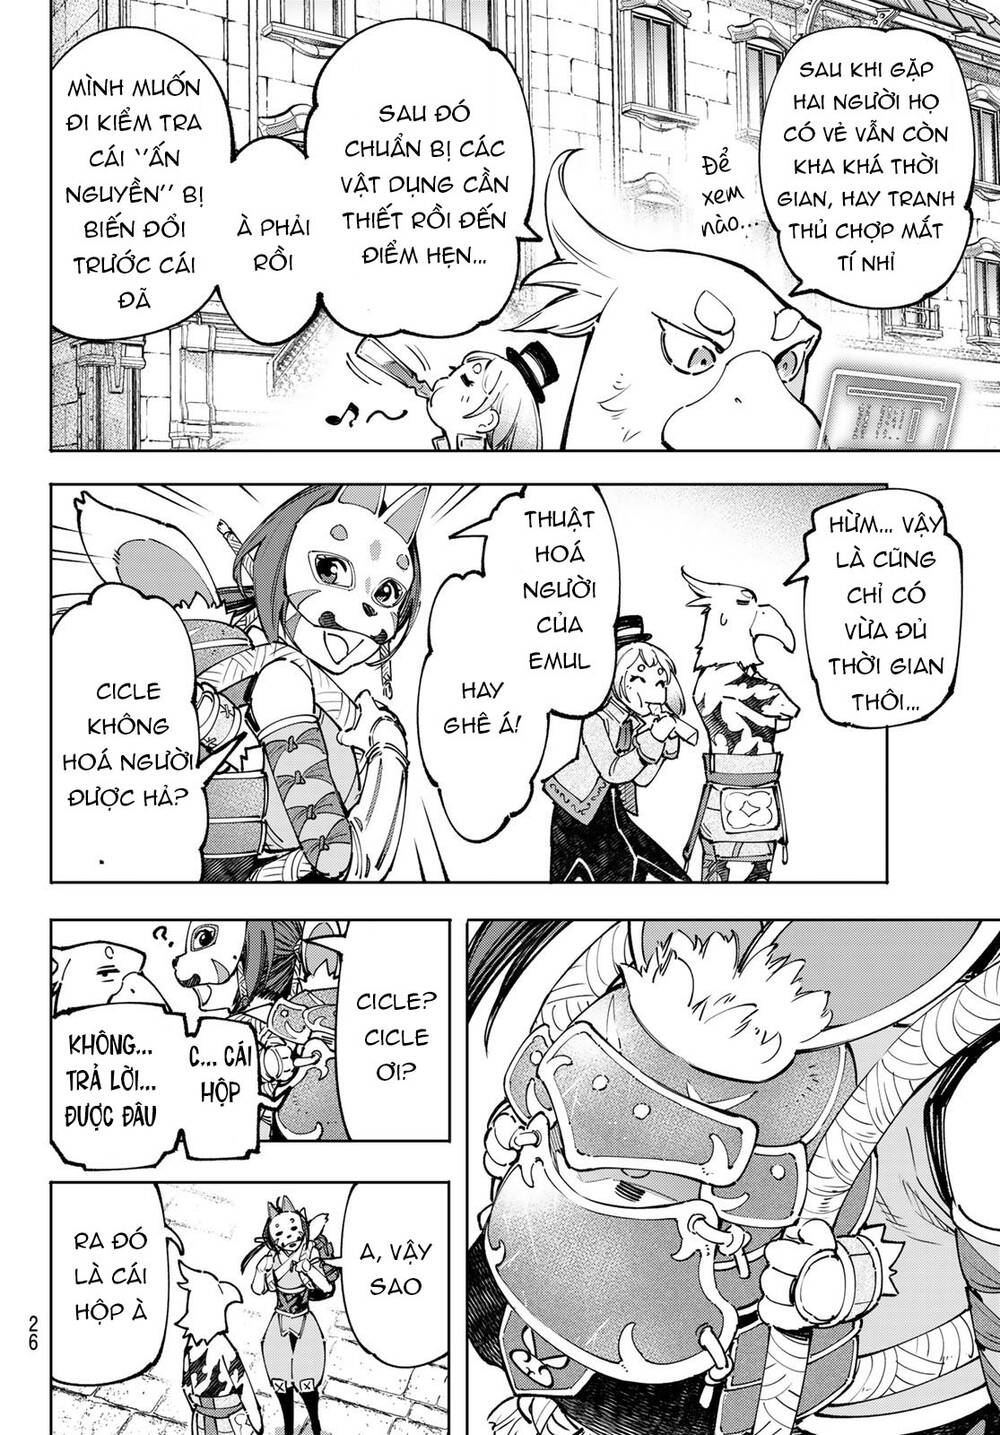 SAU KHI GẶP
HAI NGƯỜI HỌ
CÓ VẺ VẪN CÒN
KHA KHÁ THỜI
GIAN, HAY TRANH
THỦ CHỢP MẮT
TÍ NHỈ
Để
xem
nào...
SAU ĐÓ
CHUẨN BỊ CÁC
VẬT DỤNG CẦN
THIẾT RỒI ĐẾN
ĐIỂM HẸN...
À PHẢI
RỒI
MÌNH MUỐN
ĐI KIỂM TRA
CÁI "ẤN
NGUYỀN" BỊ
BIẾN ĐỔI
TRƯỚC CÁI
ĐÃ
HỪM... VẬY
LÀ CŨNG
CHỈ CÓ
VỪA ĐỦ
THỜI GIAN
THÔI...
THUẬT
HOÁ
NGƯỜI
CỦA
EMUL
HAY
GHÊ Á!
CICLE
KHÔNG
HOÁ NGƯỜI
ĐƯỢC HẢ?
CICLE?
CICLE
ƠI?
?
C... CÁI
HỘP
KHÔNG...
TRẢ LỜI...
ĐƯỢC ĐÂU
A, VẬY
SAO
RA ĐÓ
LÀ CÁI
HỘP À
26